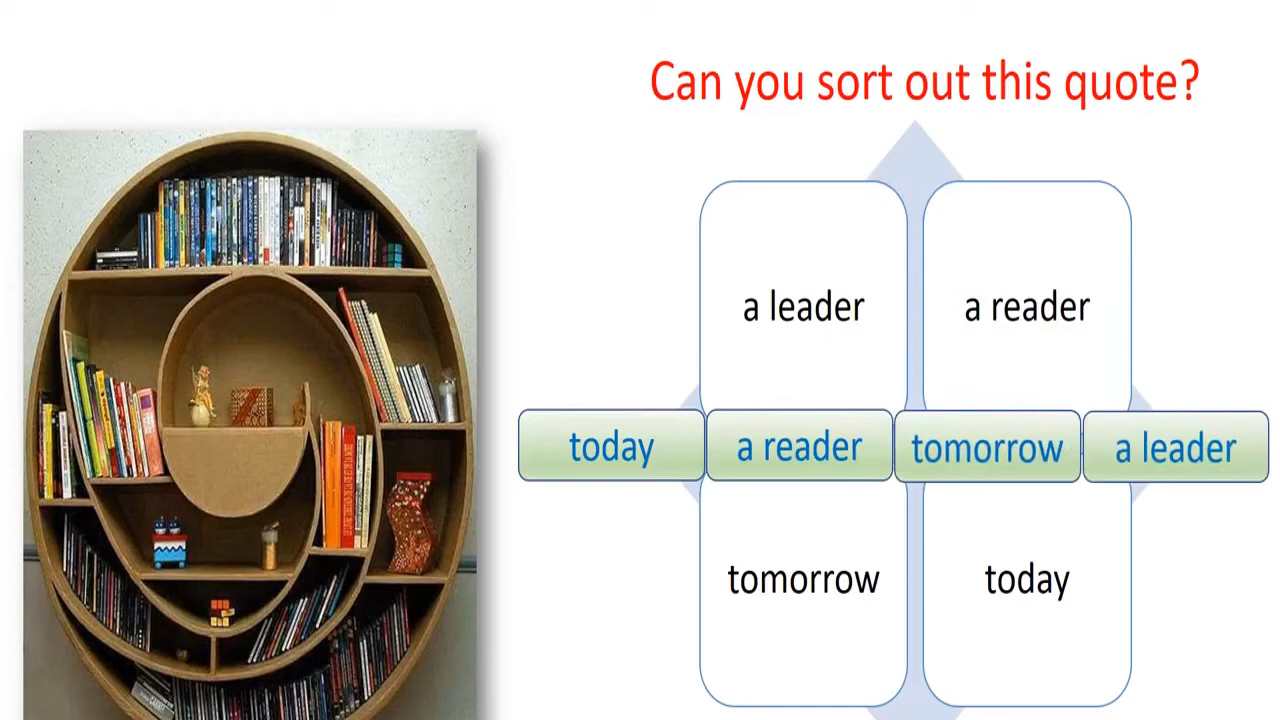 Can you sort out this quote?
a leader
a reader
today
a reader
tomorrow
a leader
tomorrow
today